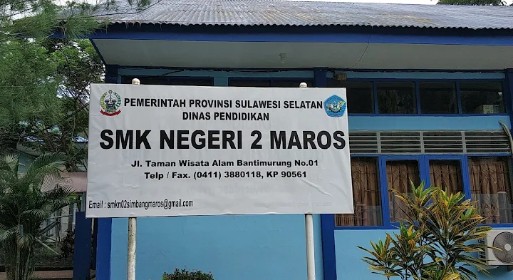 PEMERINTAH PROVINSI SULAWESI SELATAN
DINAS PENDIDIKAN
SMK NEGERI 2 MAROS
Jl. Taman Wisata Alam Bantimurung No.01
Telp / Fax. (0411) 3880118, KP 90561
Email : smkn02simbangmaros@gmail.com